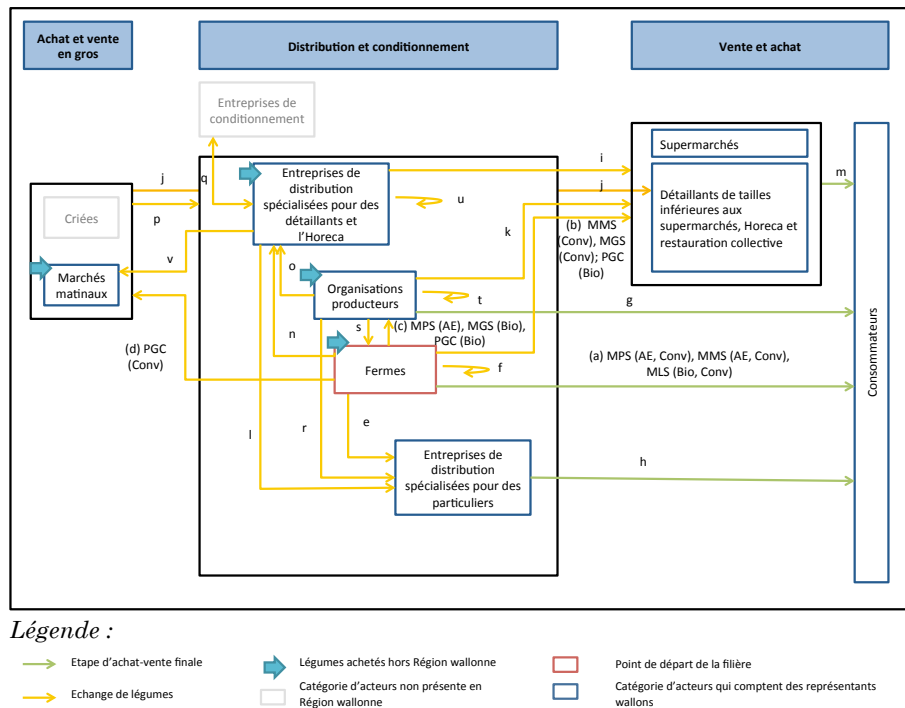 Achat et vente
en gros
Distribution et conditionnement
Vente et achat
Entreprises de
conditionnement
Criées
Marchés
matinaux
j
p
q
v
(d) PGC
(Conv)
Entreprises de
distribution
spécialisées pour des
détaillants et
l'Horeca
u
o
Organisations
producteurs
t
n
s
(c) MPS (AE), MGS (Bio),
PGC (Bio)
Fermes
f
e
l
r
Entreprises de
distribution
spécialisées pour des
particuliers
i
j
k
(b) MMS
(Conv), MGS
(Conv); PGC
(Bio)
Supermarchés
Détaillants de tailles
inférieures aux
supermarchés, Horeca et
restauration collective
m
g
(a) MPS (AE, Conv), MMS (AE, Conv),
MLS (Bio, Conv)
h
Consommateurs
Légende :
Etape d'achat-vente finale
Echange de légumes
Légumes achetés hors Région wallonne
Catégorie d'acteurs non présente en
Région wallonne
Point de départ de la filière
Catégorie d'acteurs qui comptent des représentants
wallons